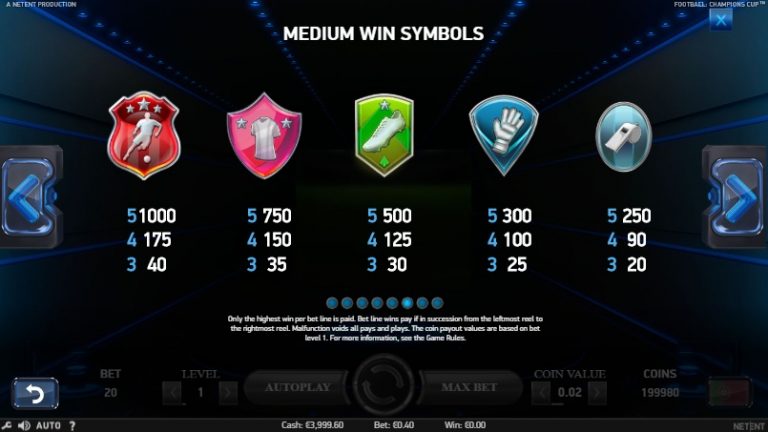 A NETENT PRODUCTION
FOOTBALL: CHAMPIONS CUP™
MEDIUM WIN SYMBOLS
5 1000
4 175
3 40
5 750
4 150
3 35
5 500
4 125
3 30
5 300
4 100
3 25
5 250
4 90
3 20
Only the highest win per bet line is paid. Bet line wins pay if in succession from the leftmost reel to
the rightmost reel. Malfunction voids all pays and plays. The coin payout values are based on bet
level 1. For more information, see the Game Rules.
BET
20
LEVEL
1
AUTOPLAY
MAX BET
COIN VALUE
0.02
COINS
199980
AUTO ?
Cash: €3,999.60
Bet: €0.40
Win: €0.00
NETENT